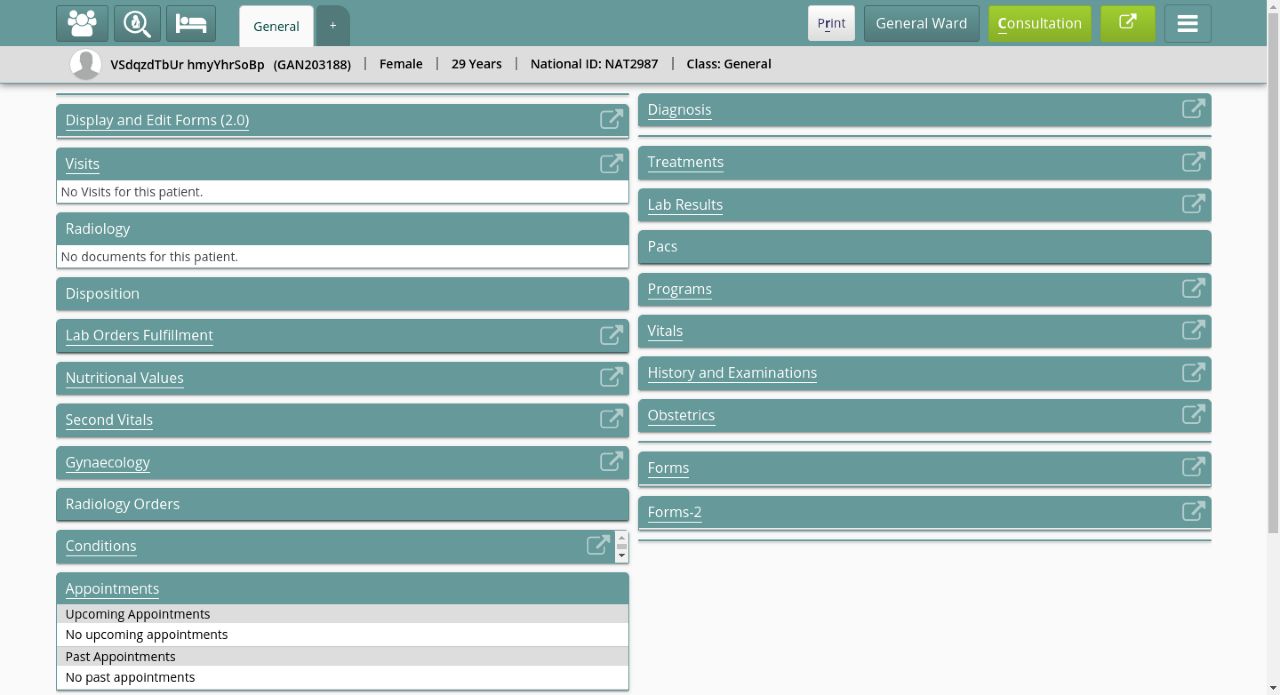 General
+
Print
General Ward
Consultation
VSdqzdTbUr hmyYhrSoBp (GAN203188) | Female | 29 Years | National ID: NAT2987 | Class: General
Display and Edit Forms (2.0)
Visits
No Visits for this patient.
Radiology
No documents for this patient.
Disposition
Lab Orders Fulfillment
Nutritional Values
Second Vitals
Gynaecology
Radiology Orders
Conditions
Appointments
Upcoming Appointments
No upcoming appointments
Past Appointments
No past appointments
Diagnosis
Treatments
Lab Results
Pacs
Programs
Vitals
History and Examinations
Obstetrics
Forms
Forms-2